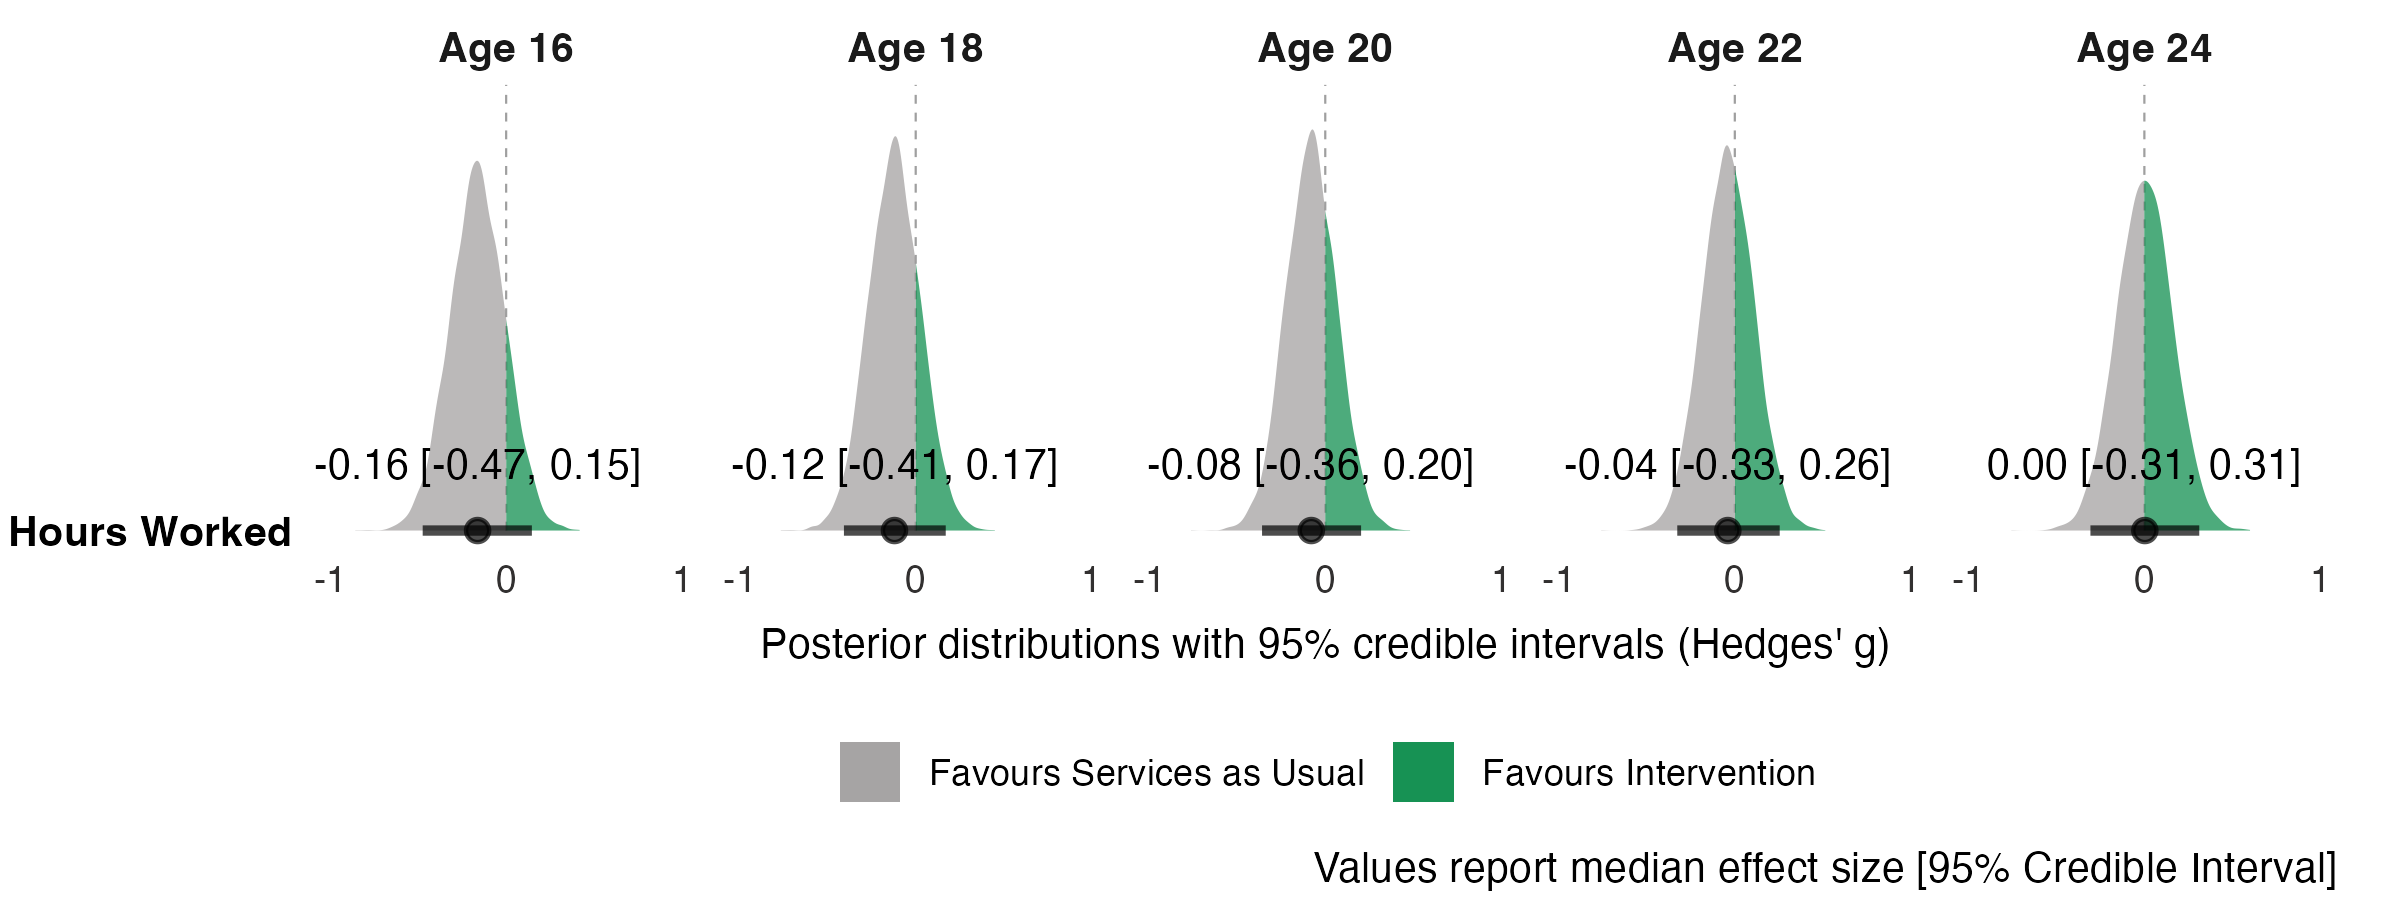 Age 16 Age 18 Age 20 Age 22 Age 24
-0.16 [-0.47, 0.15] -0.12 [-0.41, 0.17] -0.08 [-0.36, 0.20] -0.04 [-0.33, 0.26] 0.00 [-0.31, 0.31]
Hours Worked
-1 0 1 -1 0 1 -1 0 1 -1 0 1 -1 0 1
Posterior distributions with 95% credible intervals (Hedges' g)
Favours Services as Usual Favours Intervention
Values report median effect size [95% Credible Interval]